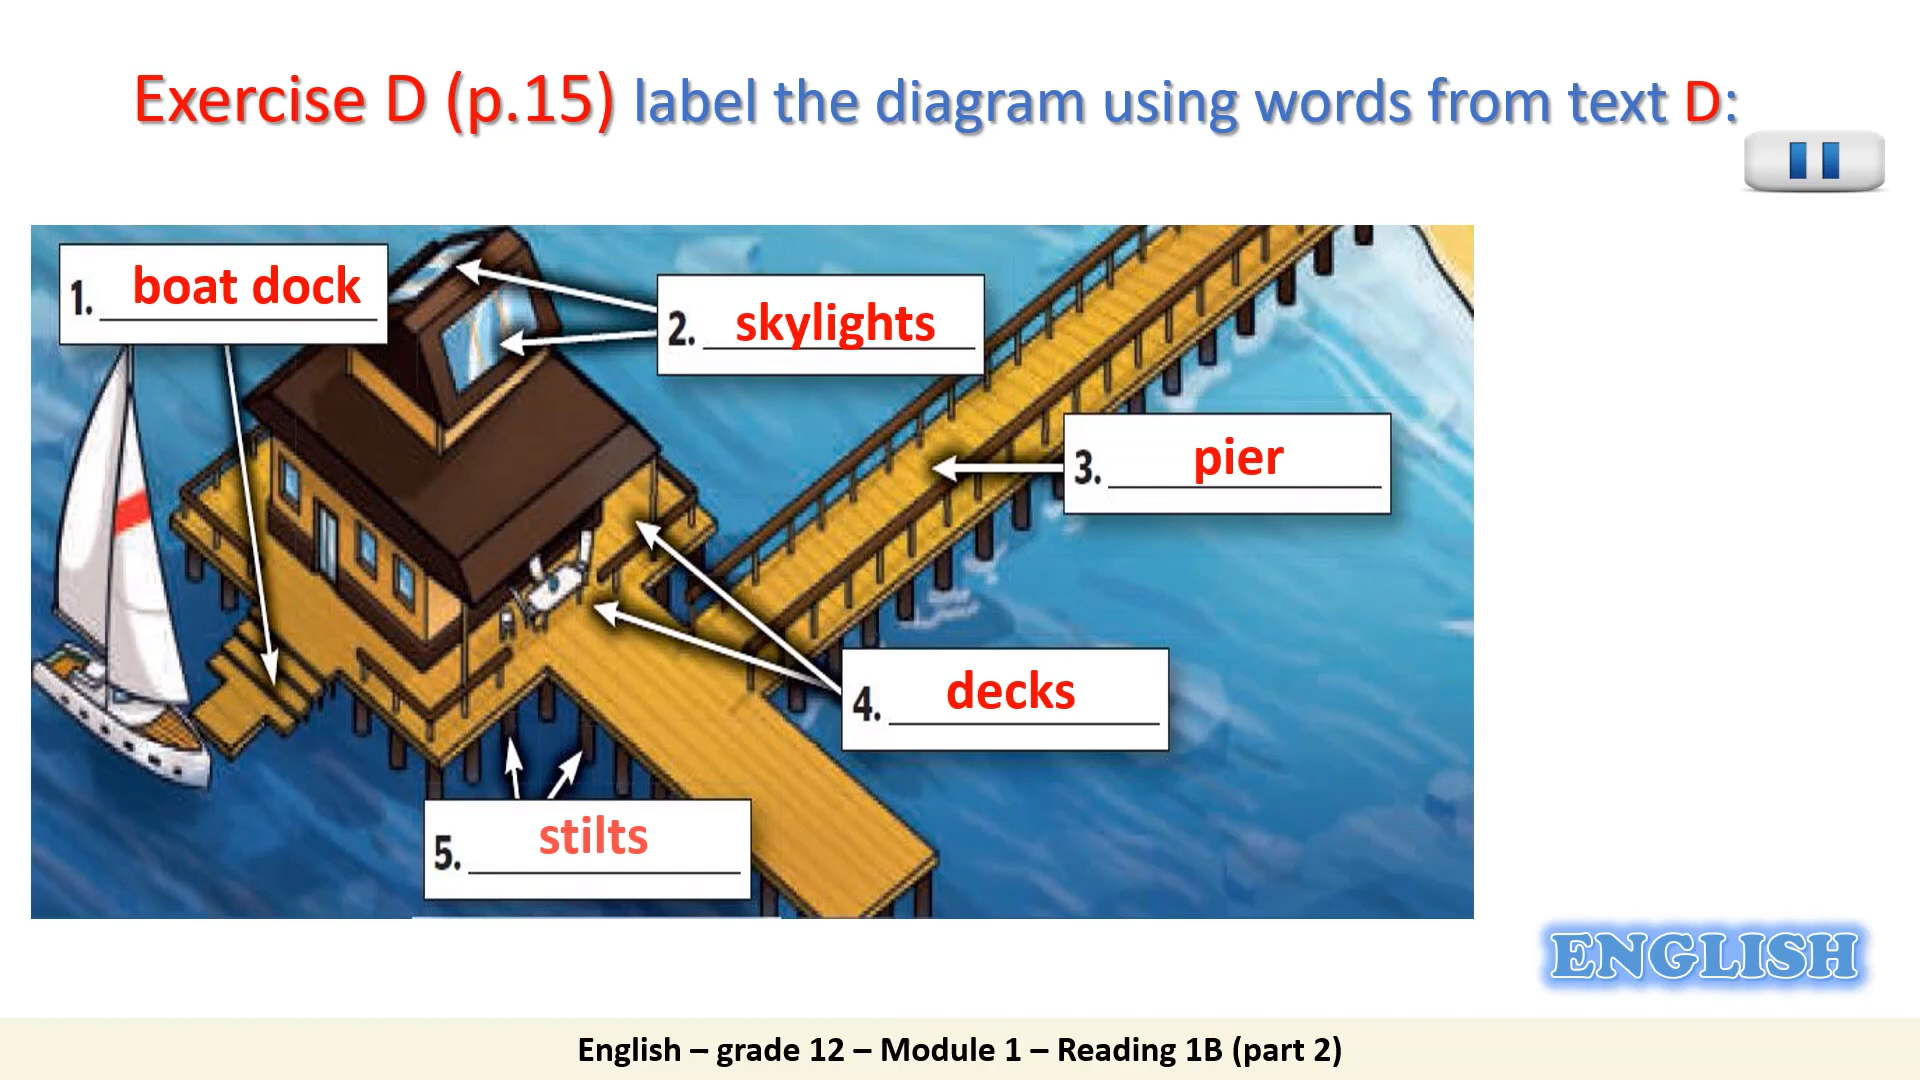 Exercise D (p.15) label the diagram using words from text D:
1. boat dock
2. skylights
3. pier
4. decks
5. stilts
ENGLISH
English – grade 12 – Module 1 – Reading 1B (part 2)